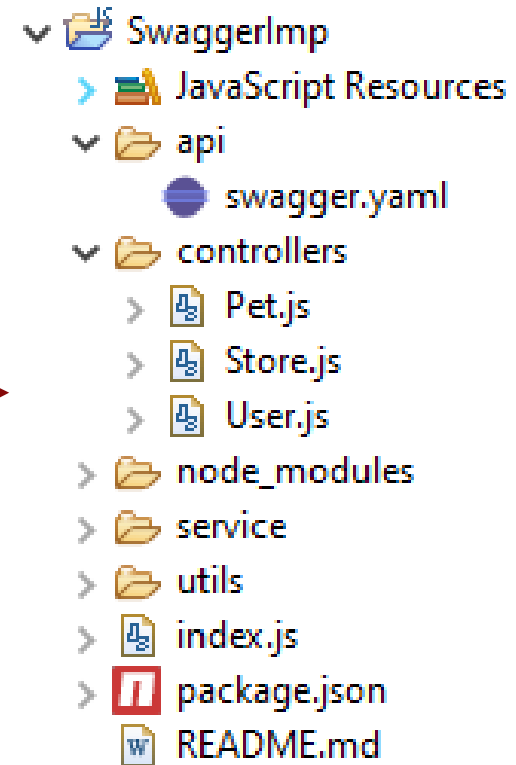 SwaggerImp
JavaScript Resources
api
swagger.yaml
controllers
Pet.js
Store.js
User.js
node_modules
service
utils
index.js
package.json
README.md